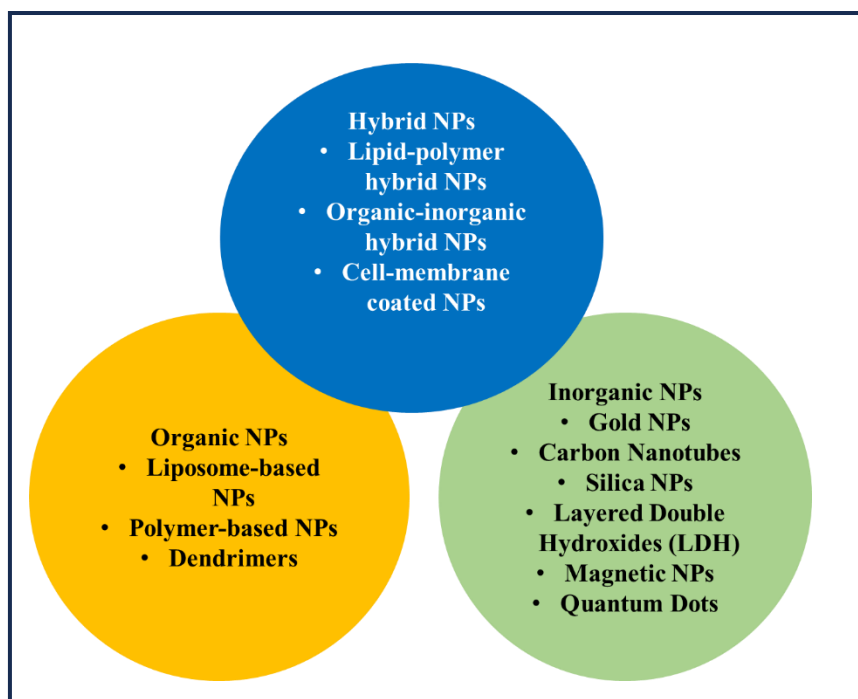 Hybrid NPs
• Lipid-polymer
hybrid NPs
• Organic-inorganic
hybrid NPs
• Cell-membrane
coated NPs
Organic NPs
• Liposome-based
NPs
• Polymer-based NPs
• Dendrimers
Inorganic NPs
• Gold NPs
• Carbon Nanotubes
• Silica NPs
• Layered Double
Hydroxides (LDH)
• Magnetic NPs
• Quantum Dots